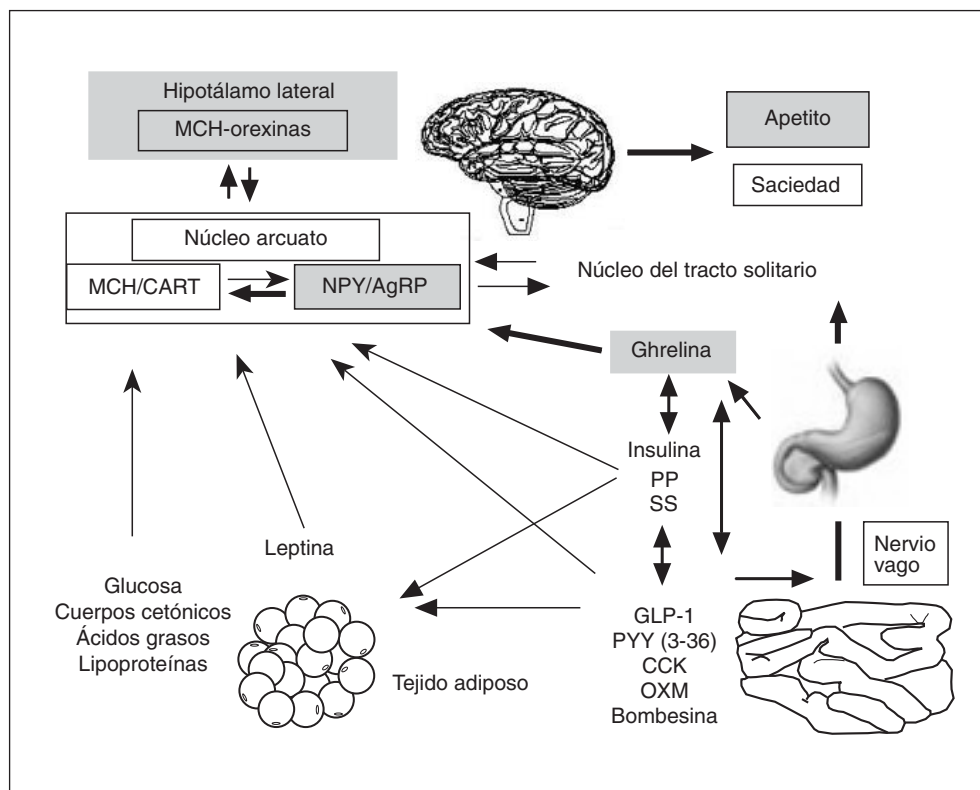 Hipotálamo lateral
MCH-orexinas
Apetito
Saciedad
Núcleo arcuato
MCH/CART
NPY/AgRP
Núcleo del tracto solitario
Ghrelina
Insulina
PP
SS
Leptina
Nervio
vago
Glucosa
Cuerpos cetónicos
Ácidos grasos
Lipoproteínas
Tejido adiposo
GLP-1
PYY (3-36)
CCK
OXM
Bombesina